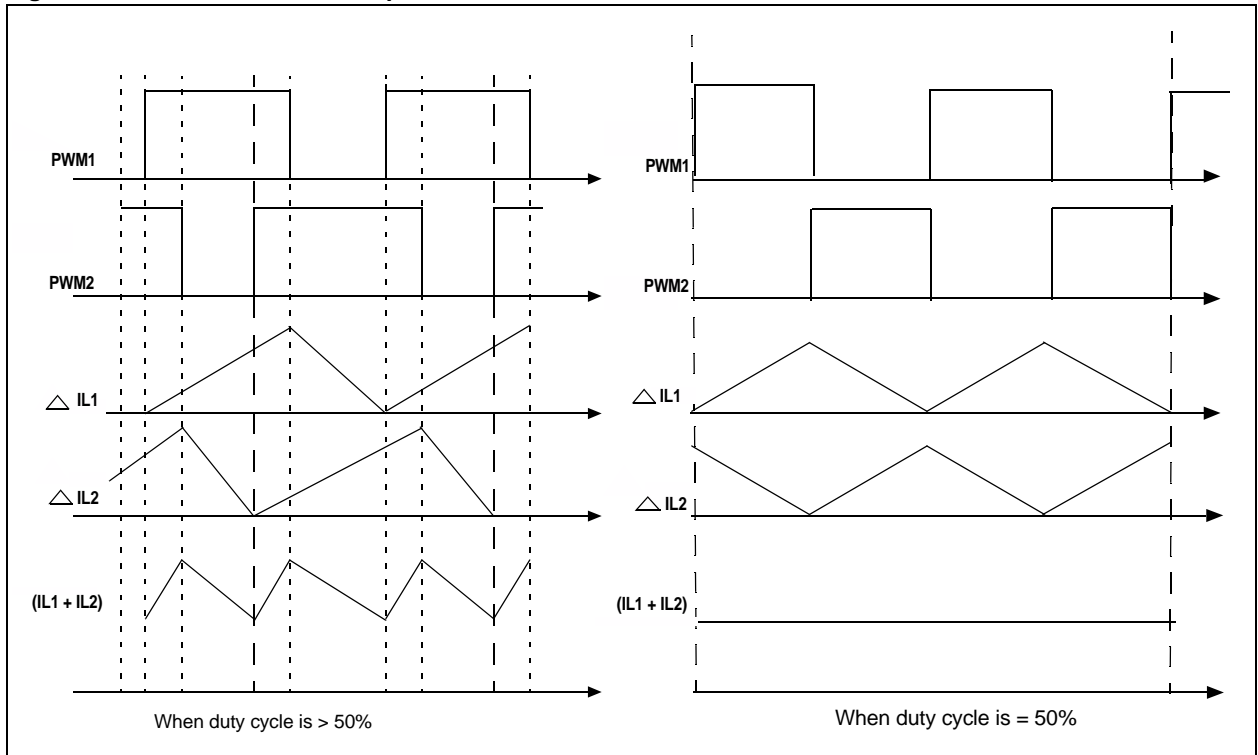 PWM1
PWM2
△ IL1
△ IL2
(IL1 + IL2)
When duty cycle is > 50%
PWM1
PWM2
△ IL1
△ IL2
(IL1 + IL2)
When duty cycle is = 50%